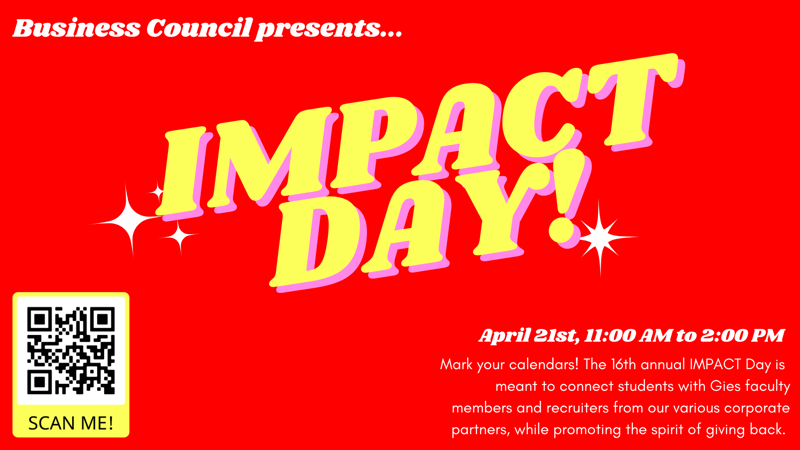 Business Council presents...
IMPACT
DAY!
April 21st, 11:00 AM to 2:00 PM
Mark your calendars! The 16th annual IMPACT Day is
meant to connect students with Gies faculty
members and recruiters from our various corporate
partners, while promoting the spirit of giving back.
SCAN ME!